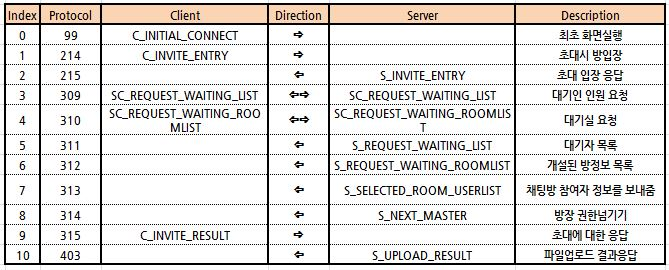 Index Protocol Client Direction Server Description
0 99 C_INITIAL_CONNECT ⇨ 최초 화면실행
1 214 C_INVITE_ENTRY ⇨ 초대시 방입장
2 215 ⇦ S_INVITE_ENTRY 초대 입장 응답
3 309 SC_REQUEST_WAITING_LIST ⇦⇨ SC_REQUEST_WAITING_LIST 대기인 인원 요청
4 310 SC_REQUEST_WAITING_ROO
MLIST ⇦⇨ SC_REQUEST_WAITING_ROOMLIS
T 대기실 요청
5 311 ⇦ S_REQUEST_WAITING_LIST 대기자 목록
6 312 ⇦ S_REQUEST_WAITING_ROOMLIST 개설된 방정보 목록
7 313 ⇦ S_SELECTED_ROOM_USERLIST 채팅방 참여자 정보를 보내줌
8 314 ⇦ S_NEXT_MASTER 방장 권한넘기기
9 315 C_INVITE_RESULT ⇨ 초대에 대한 응답
10 403 ⇦ S_UPLOAD_RESULT 파일업로드 결과응답